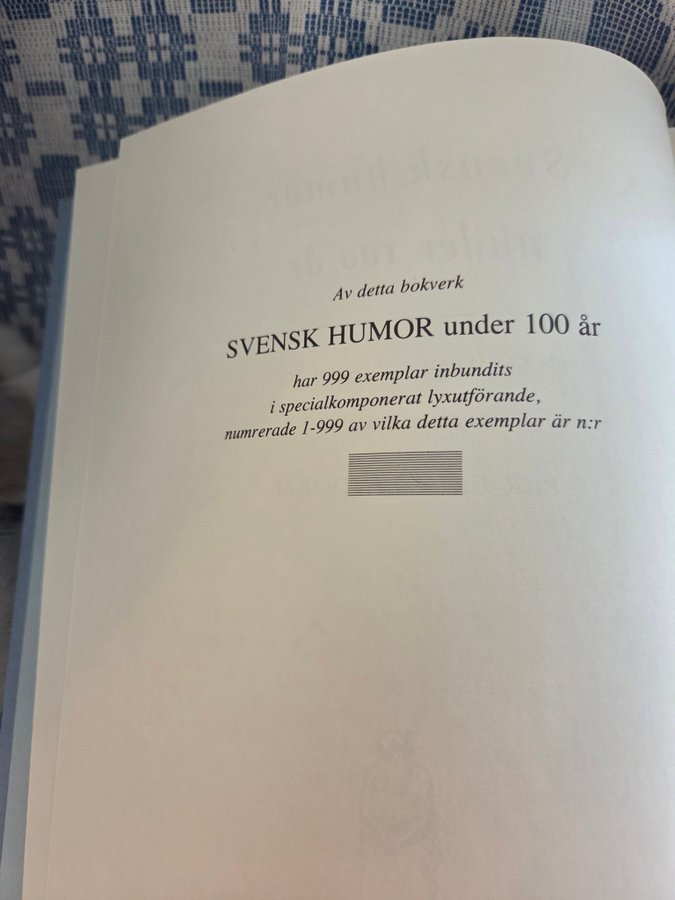 Av detta bokverk
SVENSK HUMOR under 100 år
har 999 exemplar inbundits
i specialkomponerat lyxutförande,
numrerade 1-999 av vilka detta exemplar är n:r